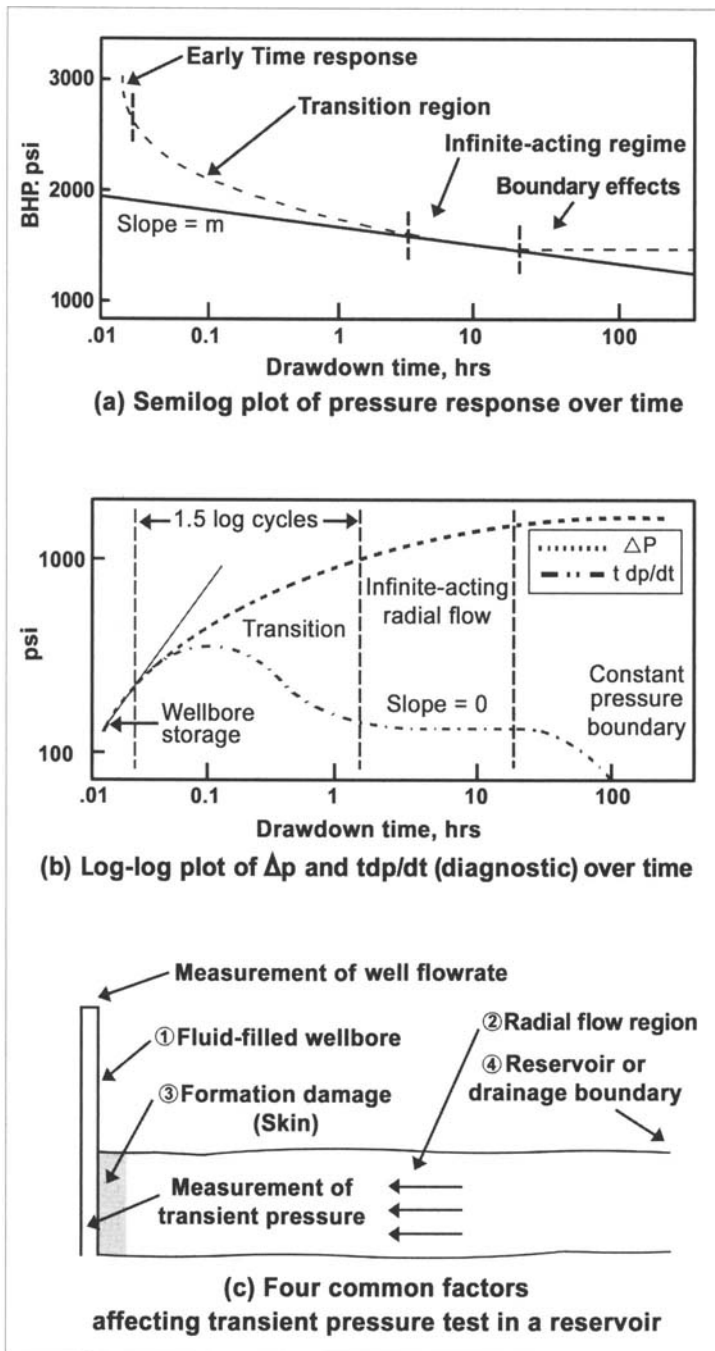 Early Time response
3000
Transition region
Infinite-acting regime
2000
Boundary effects
BHP. psi
Slope = m
1000
.01 0.1 1 10 100
Drawdown time, hrs
(a) Semilog plot of pressure response over time
1.5 log cycles
1000
ΔP
t dp/dt
Infinite-acting
radial flow
Transition
psi
Slope = 0
Constant
pressure
boundary
Wellbore
storage
100
.01 0.1 1 10 100
Drawdown time, hrs
(b) Log-log plot of Δp and tdp/dt (diagnostic) over time
Measurement of well flowrate
①Fluid-filled wellbore
②Radial flow region
④Reservoir or
drainage boundary
③Formation damage
(Skin)
Measurement of
transient pressure
(c) Four common factors
affecting transient pressure test in a reservoir